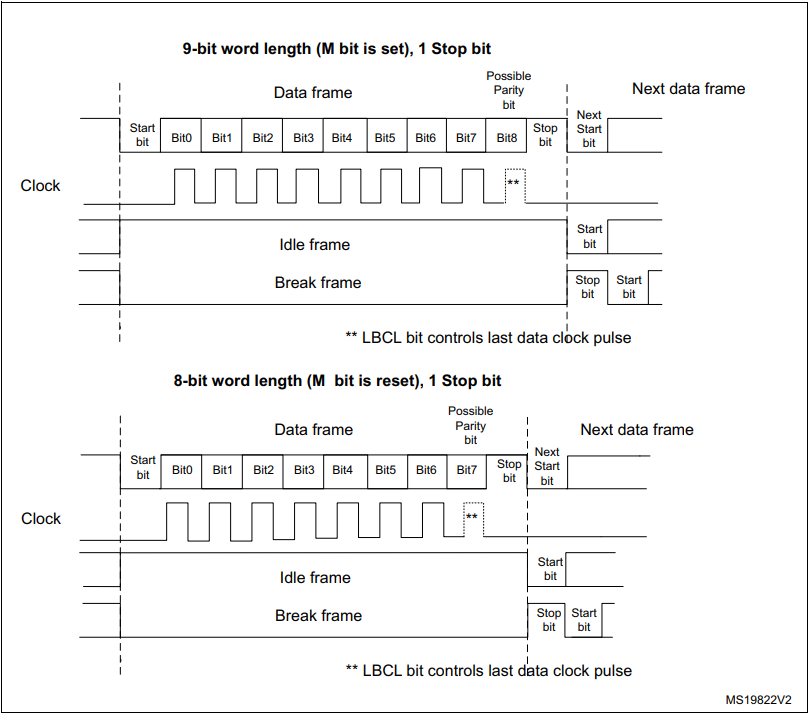 9-bit word length (M bit is set), 1 Stop bit
Data frame
Possible
Parity
bit
Next data frame
Start
bit
Bit0
Bit1
Bit2
Bit3
Bit4
Bit5
Bit6
Bit7
Bit8
Stop
bit
Next
Start
bit
Clock
**
Idle frame
Start
bit
Break frame
Stop
bit
Start
bit
** LBCL bit controls last data clock pulse
8-bit word length (M bit is reset), 1 Stop bit
Data frame
Possible
Parity
bit
Next data frame
Start
bit
Bit0
Bit1
Bit2
Bit3
Bit4
Bit5
Bit6
Bit7
Stop
bit
Next
Start
bit
Clock
**
Idle frame
Start
bit
Break frame
Stop
bit
Start
bit
** LBCL bit controls last data clock pulse
MS19822V2